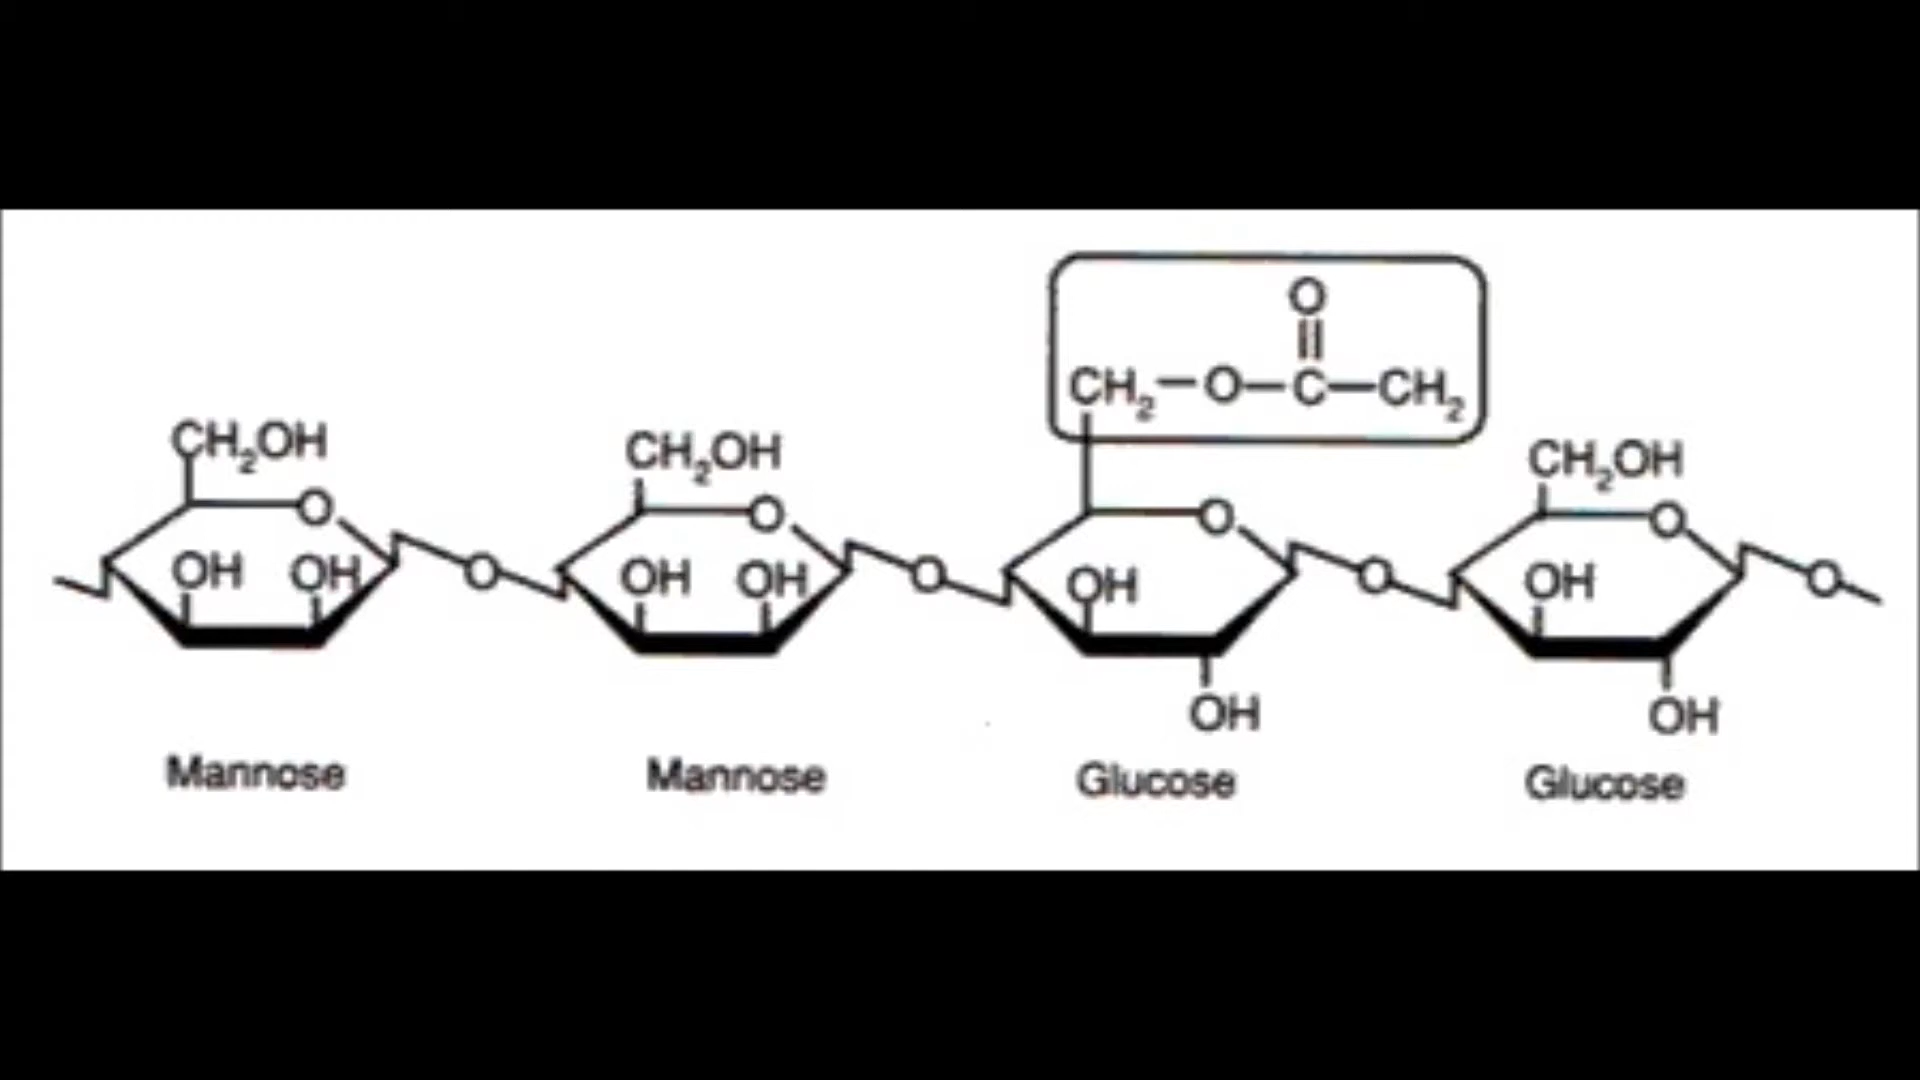 O
CH₂–O–C–CH₂
CH₂OH CH₂OH CH₂OH
O O O O
OH OH O OH OH O OH O OH O
OH OH
Mannose Mannose Glucose Glucose